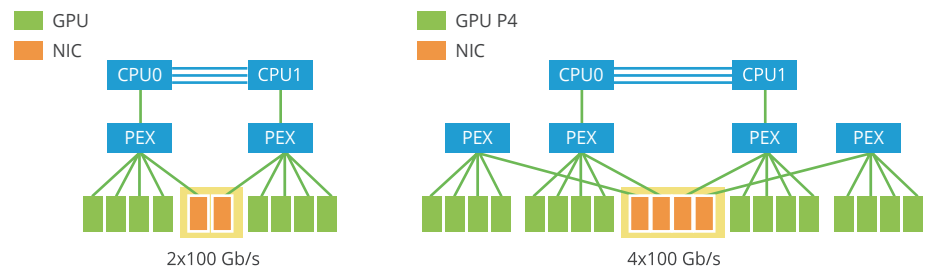 GPU
NIC
CPU0
CPU1
PEX
PEX
2x100 Gb/s
GPU P4
NIC
CPU0
CPU1
PEX
PEX
PEX
PEX
4x100 Gb/s